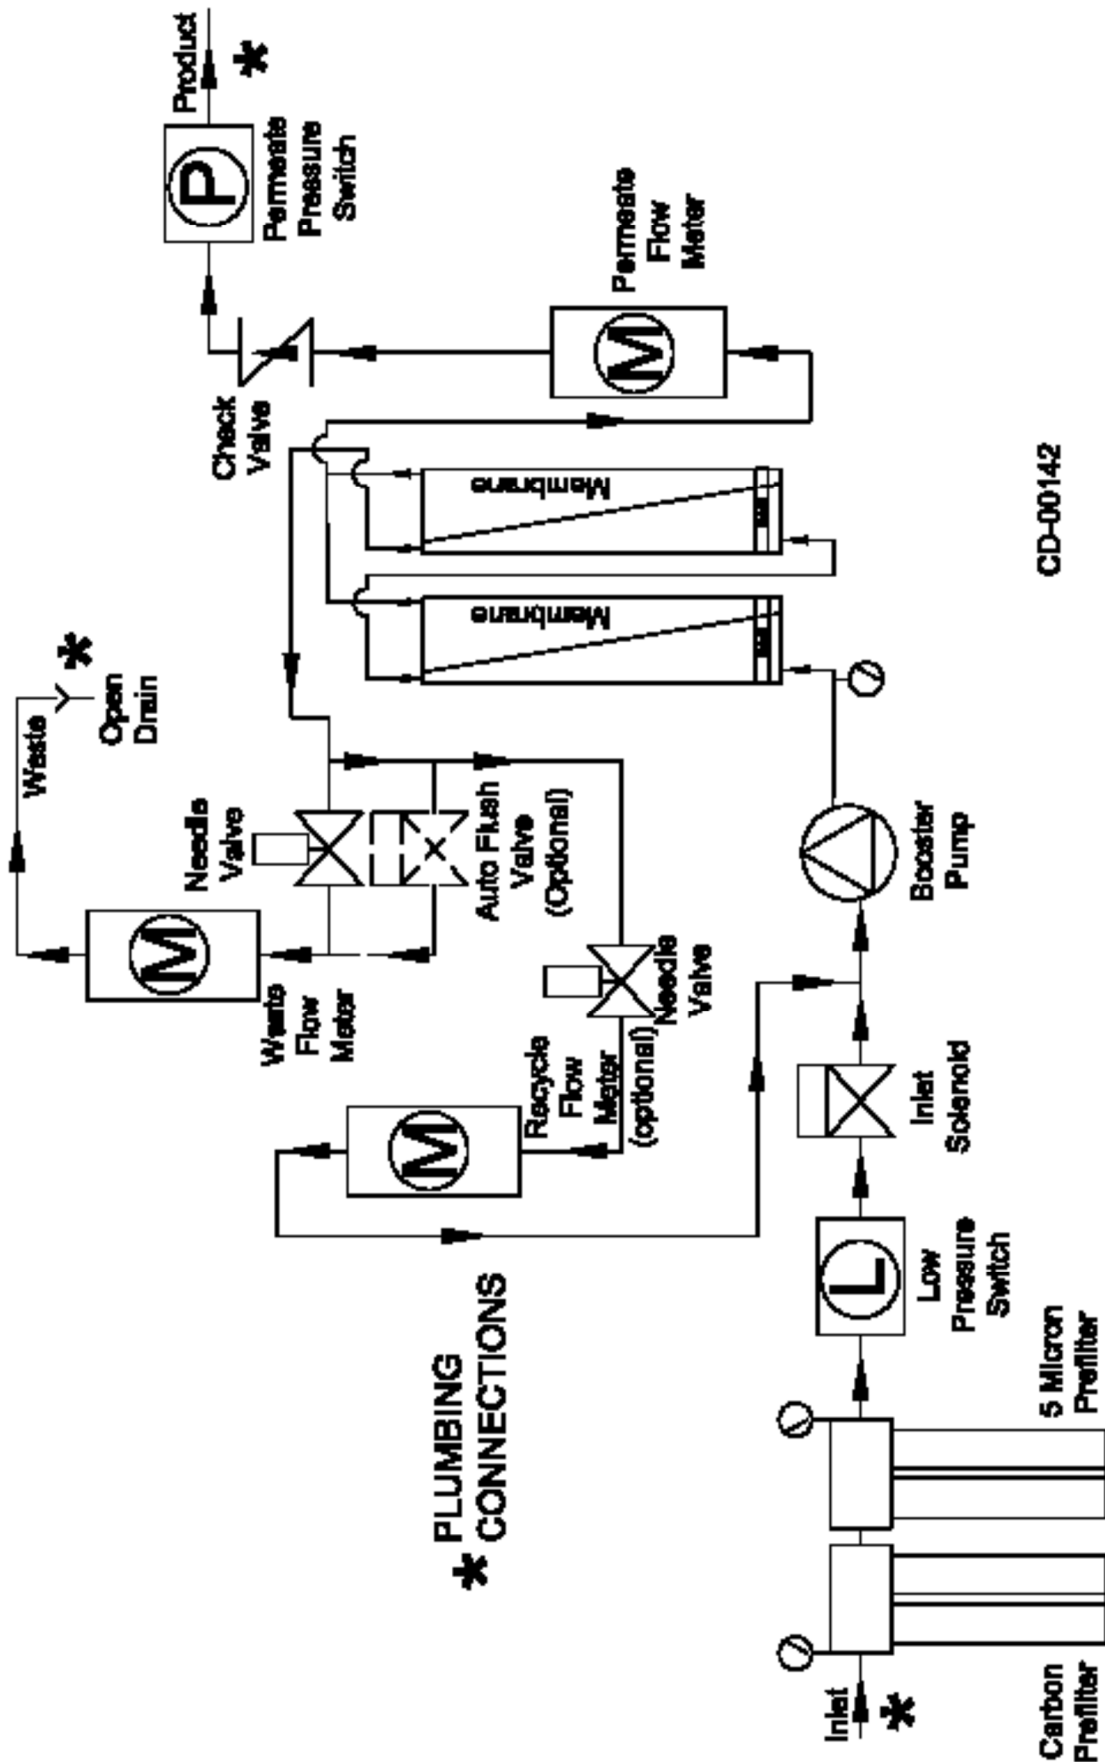 Product
P
Permeate
Pressure
Switch
Check
Valve
M
Permeate
Flow
Meter
Waste
Open
Drain
Needle
Valve
M
Waste
Flow
Meter
Auto Flush
Valve
(Optional)
Membrane
Membrane
Needle
Valve
M
Recycle
Flow
Meter
(optional)
Booster
Pump
Inlet
Solenoid
L
Low
Pressure
Switch
* PLUMBING
CONNECTIONS
5 Micron
Prefilter
Inlet
Carbon
Prefilter
CD-00142